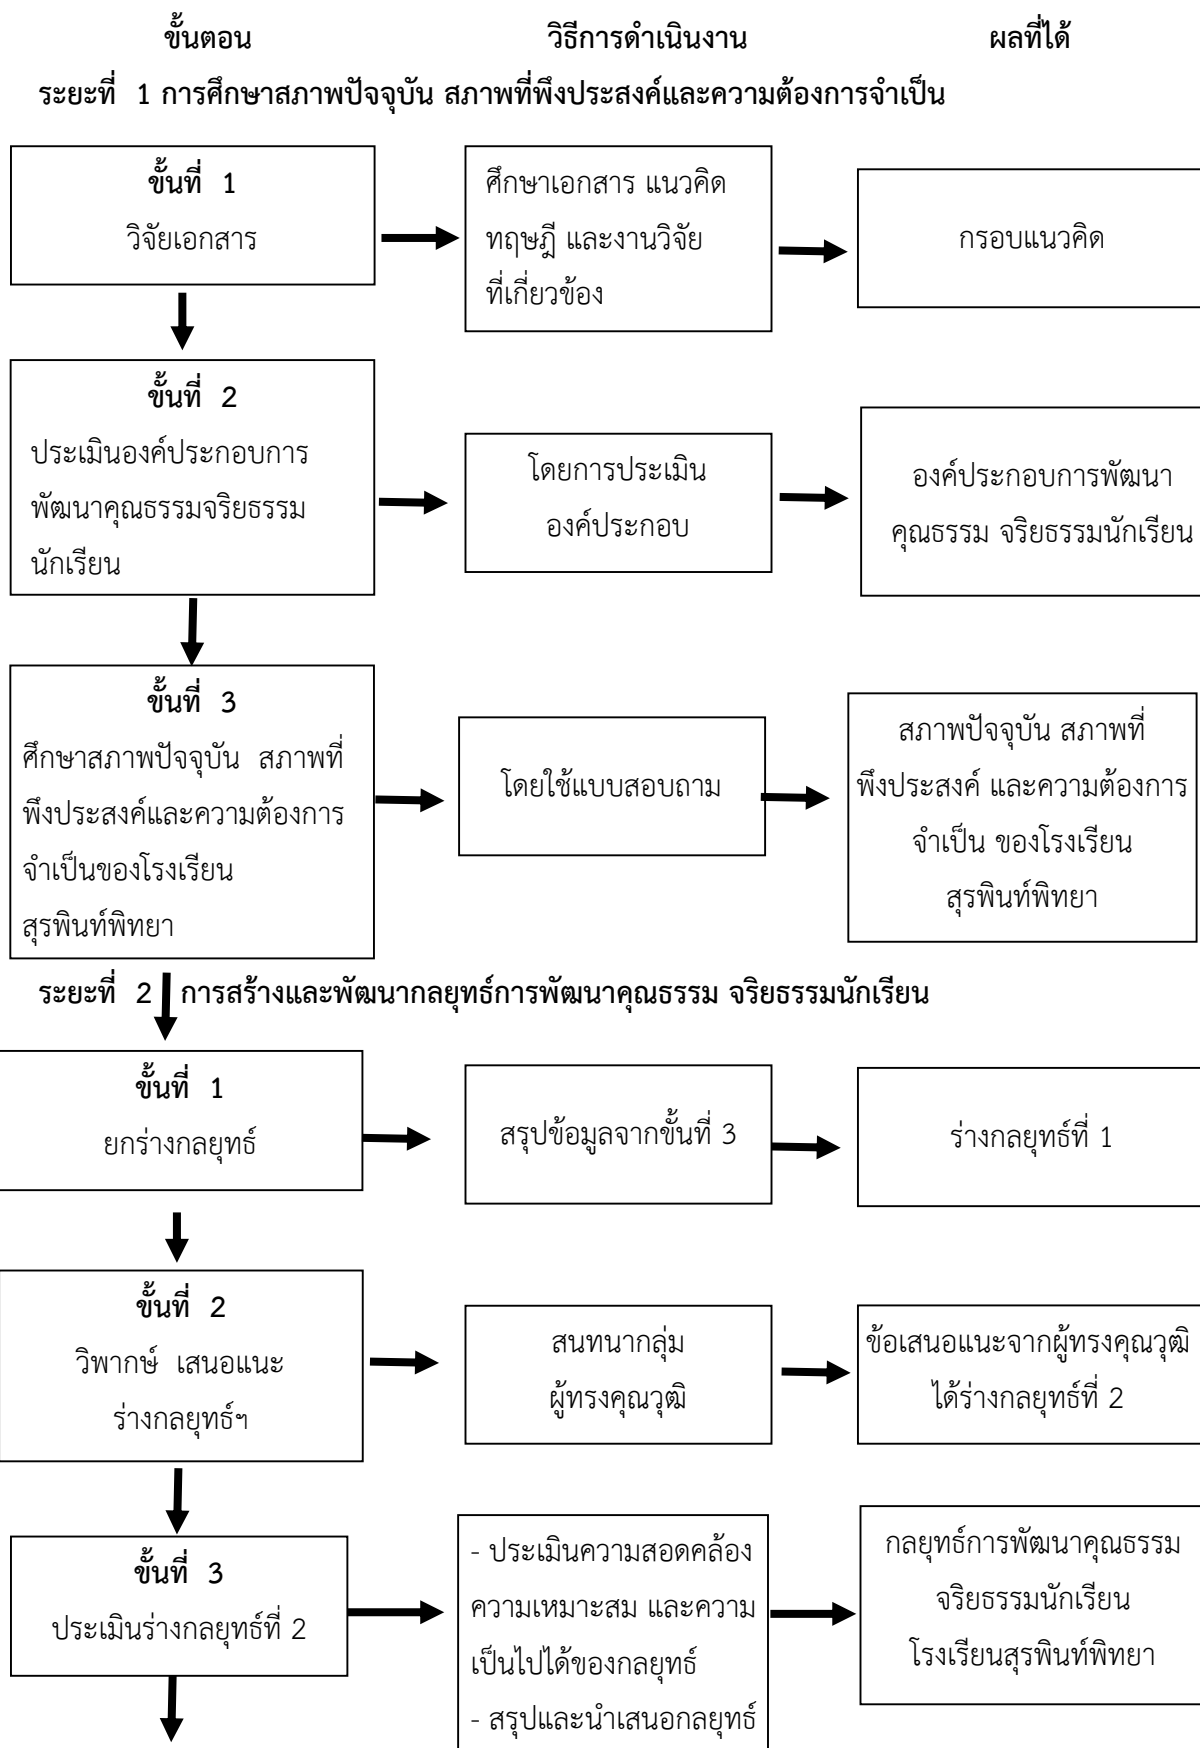 ขั้นตอน วิธีการดำเนินงาน ผลที่ได้
ระยะที่ 1 การศึกษาสภาพปัจจุบัน สภาพที่พึงประสงค์และความต้องการจำเป็น
ขั้นที่ 1
วิจัยเอกสาร
ศึกษาเอกสาร แนวคิด
ทฤษฎี และงานวิจัย
ที่เกี่ยวข้อง
กรอบแนวคิด
ขั้นที่ 2
ประเมินองค์ประกอบการ
พัฒนาคุณธรรมจริยธรรม
นักเรียน
โดยการประเมิน
องค์ประกอบ
องค์ประกอบการพัฒนา
คุณธรรม จริยธรรมนักเรียน
ขั้นที่ 3
ศึกษาสภาพปัจจุบัน สภาพที่
พึงประสงค์และความต้องการ
จำเป็นของโรงเรียน
สุรพินท์พิทยา
โดยใช้แบบสอบถาม
สภาพปัจจุบัน สภาพที่
พึงประสงค์ และความต้องการ
จำเป็น ของโรงเรียน
สุรพินท์พิทยา
ระยะที่ 2 การสร้างและพัฒนากลยุทธ์การพัฒนาคุณธรรม จริยธรรมนักเรียน
ขั้นที่ 1
ยกร่างกลยุทธ์
สรุปข้อมูลจากขั้นที่ 3
ร่างกลยุทธ์ที่ 1
ขั้นที่ 2
วิพากษ์ เสนอแนะ
ร่างกลยุทธ์ฯ
สนทนากลุ่ม
ผู้ทรงคุณวุฒิ
ข้อเสนอแนะจากผู้ทรงคุณวุฒิ
ได้ร่างกลยุทธ์ที่ 2
ขั้นที่ 3
ประเมินร่างกลยุทธ์ที่ 2
- ประเมินความสอดคล้อง
ความเหมาะสม และความ
เป็นไปได้ของกลยุทธ์
- สรุปและนำเสนอกลยุทธ์
กลยุทธ์การพัฒนาคุณธรรม
จริยธรรมนักเรียน
โรงเรียนสุรพินท์พิทยา